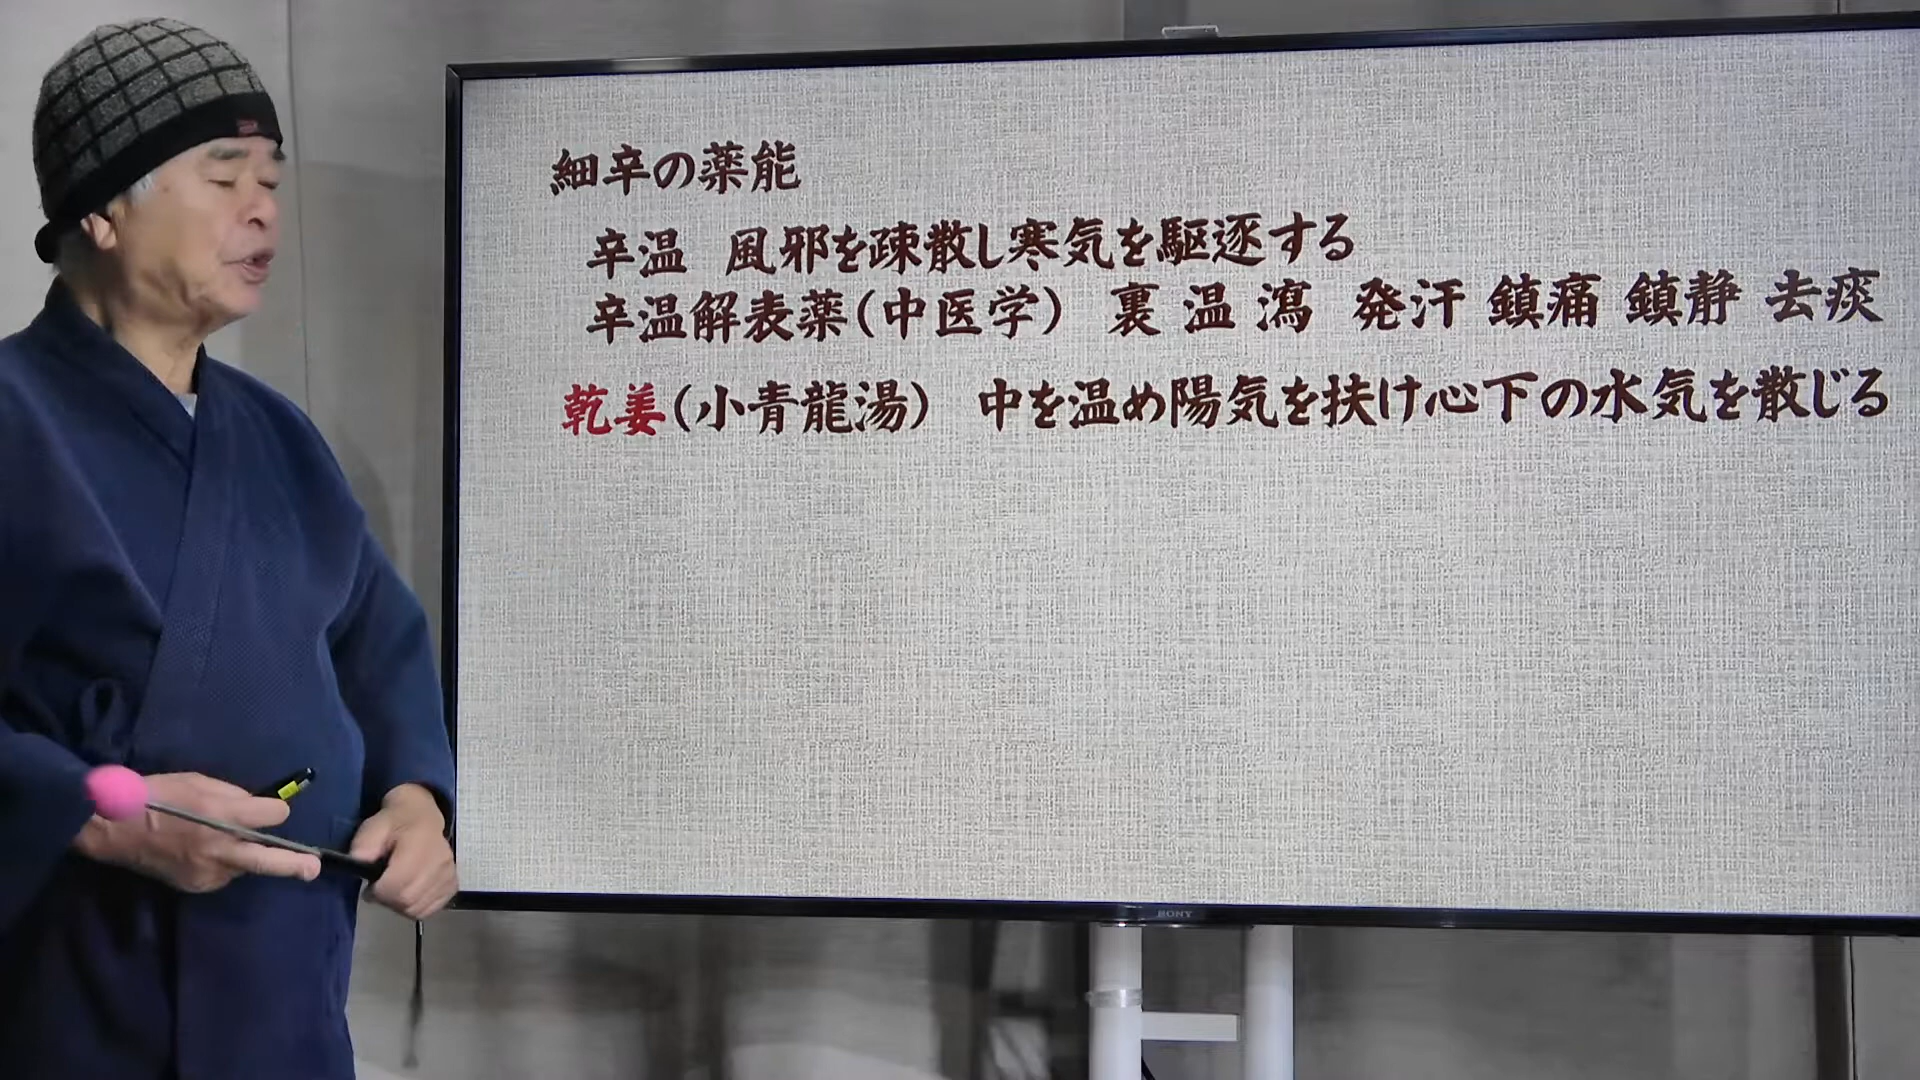 細辛の薬能
辛温 風邪を疎散し寒気を駆逐する
辛温解表薬(中医学) 裏 温 瀉 発汗 鎮痛 鎮静 去痰
乾姜(小青龍湯) 中を温め陽気を扶け心下の水気を散じる
SONY